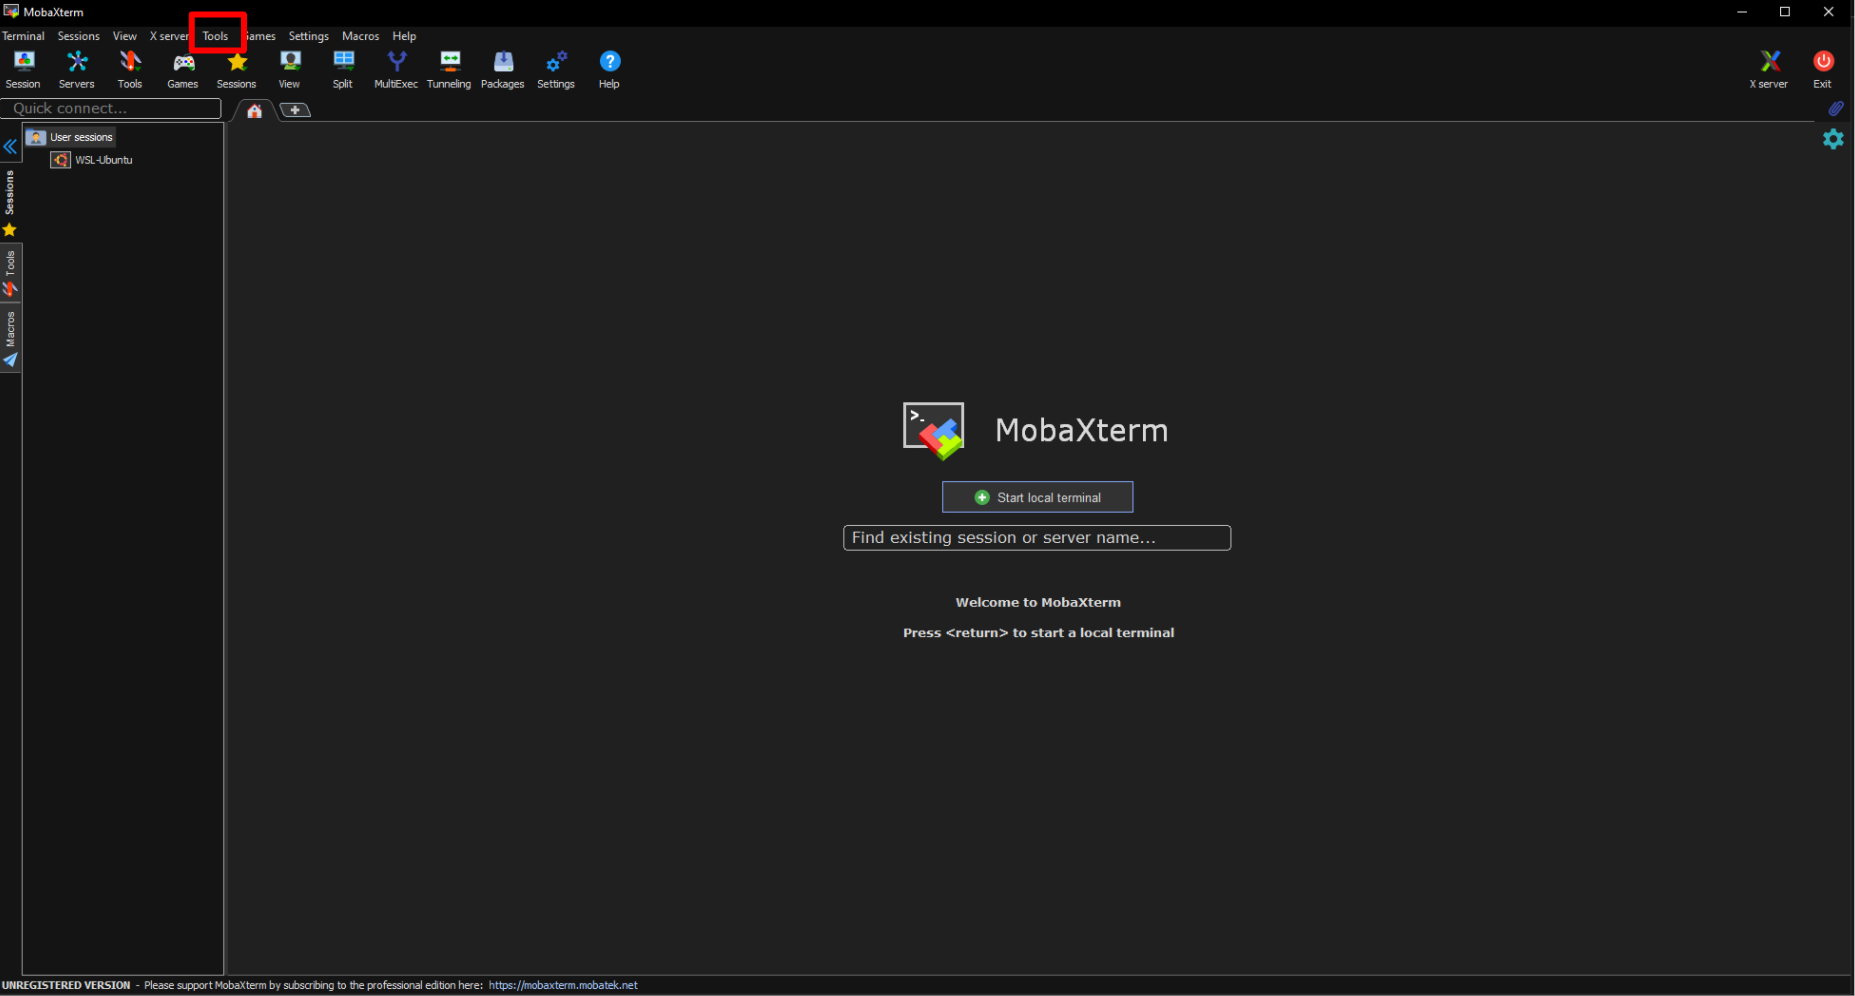 MobaXterm
Terminal Sessions View X server Tools Games Settings Macros Help
Session Servers Tools Games Sessions View Split MultiExec Tunneling Packages Settings Help X server Exit
Quick connect...
User sessions
WSL-Ubuntu
Sessions
Tools
Macros
>_
MobaXterm
Start local terminal
Find existing session or server name...
Welcome to MobaXterm
Press <return> to start a local terminal
UNREGISTERED VERSION - Please support MobaXterm by subscribing to the professional edition here: https://mobaxterm.mobatek.net